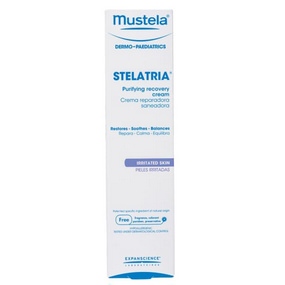 mustela
DERMO-PAEDIATRICS
STELATRIA®
Purifying recovery
cream
Crema reparadora
saneadora
Restores - Soothes - Balances
Repara - Calma - Equilibra
IRRITATED SKIN
PIELES IRRITADAS
Free
EXPANSCIENCE
LABORATOIRES